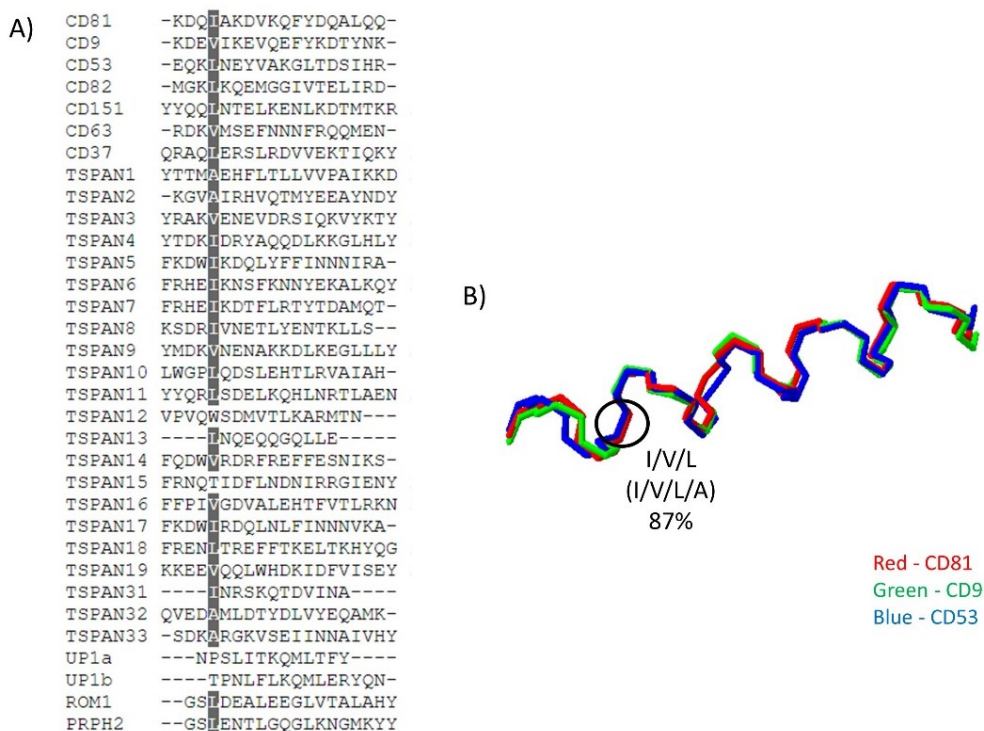 A)
CD81 -KDQIAKDVKQFYDQALQQ-
CD9 -KDEVIKEVQEFYKDTYNK-
CD53 -EQKLNEYVAKGLTDSIHR-
CD82 -MGKLKQEMGGIVTELIRD-
CD151 YYQQLNTELKENLKDTMTKR
CD63 -RDKVMSEFNNNFRQQMEN-
CD37 QRAQLERSLRDVVEKTIQKY
TSPAN1 YTTMAEHFLTLLVVPAIKKD
TSPAN2 -KGVAIRHVQTMYEEAYNDY
TSPAN3 YRAKVENEVDRSIQKVYKTY
TSPAN4 YTDKIDRYAQQDLKKGLHLY
TSPAN5 FKDWIKDQLYFFINNNIRA-
TSPAN6 FRHEIKNSFKNNYEKALKQY
TSPAN7 FRHEIKDTFLRTYTDAMQT-
TSPAN8 KSDRIVNETLYENTKLLS--
TSPAN9 YMDKVNENAKKDLKEGLLLY
TSPAN10 LWGPLQDSLEHTLRVAIAH-
TSPAN11 YYQRLSDELKQHLNRTLAEN
TSPAN12 VPVQWSDMVTLKARMTN---
TSPAN13 ----LNQEQQGQLLE-----
TSPAN14 FQDWVRDRFREFFESNIKS-
TSPAN15 FRNQTIDFLNDNIRRGIENY
TSPAN16 FFPIVGDVALEHTFVTLRKN
TSPAN17 FKDWIRDQLNLFINNNVKA-
TSPAN18 FRENLTREFFTKELTKHYQG
TSPAN19 KKEEVQQLWHDKIDFVISEY
TSPAN31 ----INRSKQTDVINA----
TSPAN32 QVEDAMLDTYDLVYEQAMK-
TSPAN33 -SDKARGKVSEIINNAIVHY
UP1a ---NPSLITKQMLTFY----
UP1b ----TPNLFLKQMLERYQN-
ROM1 --GSLDEALEEGLVTALAHY
PRPH2 --GSLENTLGQGLKNGMKYY
B)
I/V/L
(I/V/L/A)
87%
Red - CD81
Green - CD9
Blue - CD53